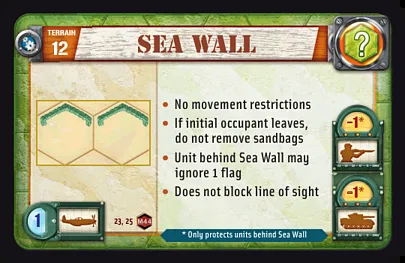 TERRAIN
12
SEA WALL
?
• No movement restrictions
• If initial occupant leaves,
do not remove sandbags
• Unit behind Sea Wall may
ignore 1 flag
• Does not block line of sight
-1*
-1*
1
23, 25 M44
* Only protects units behind Sea Wall